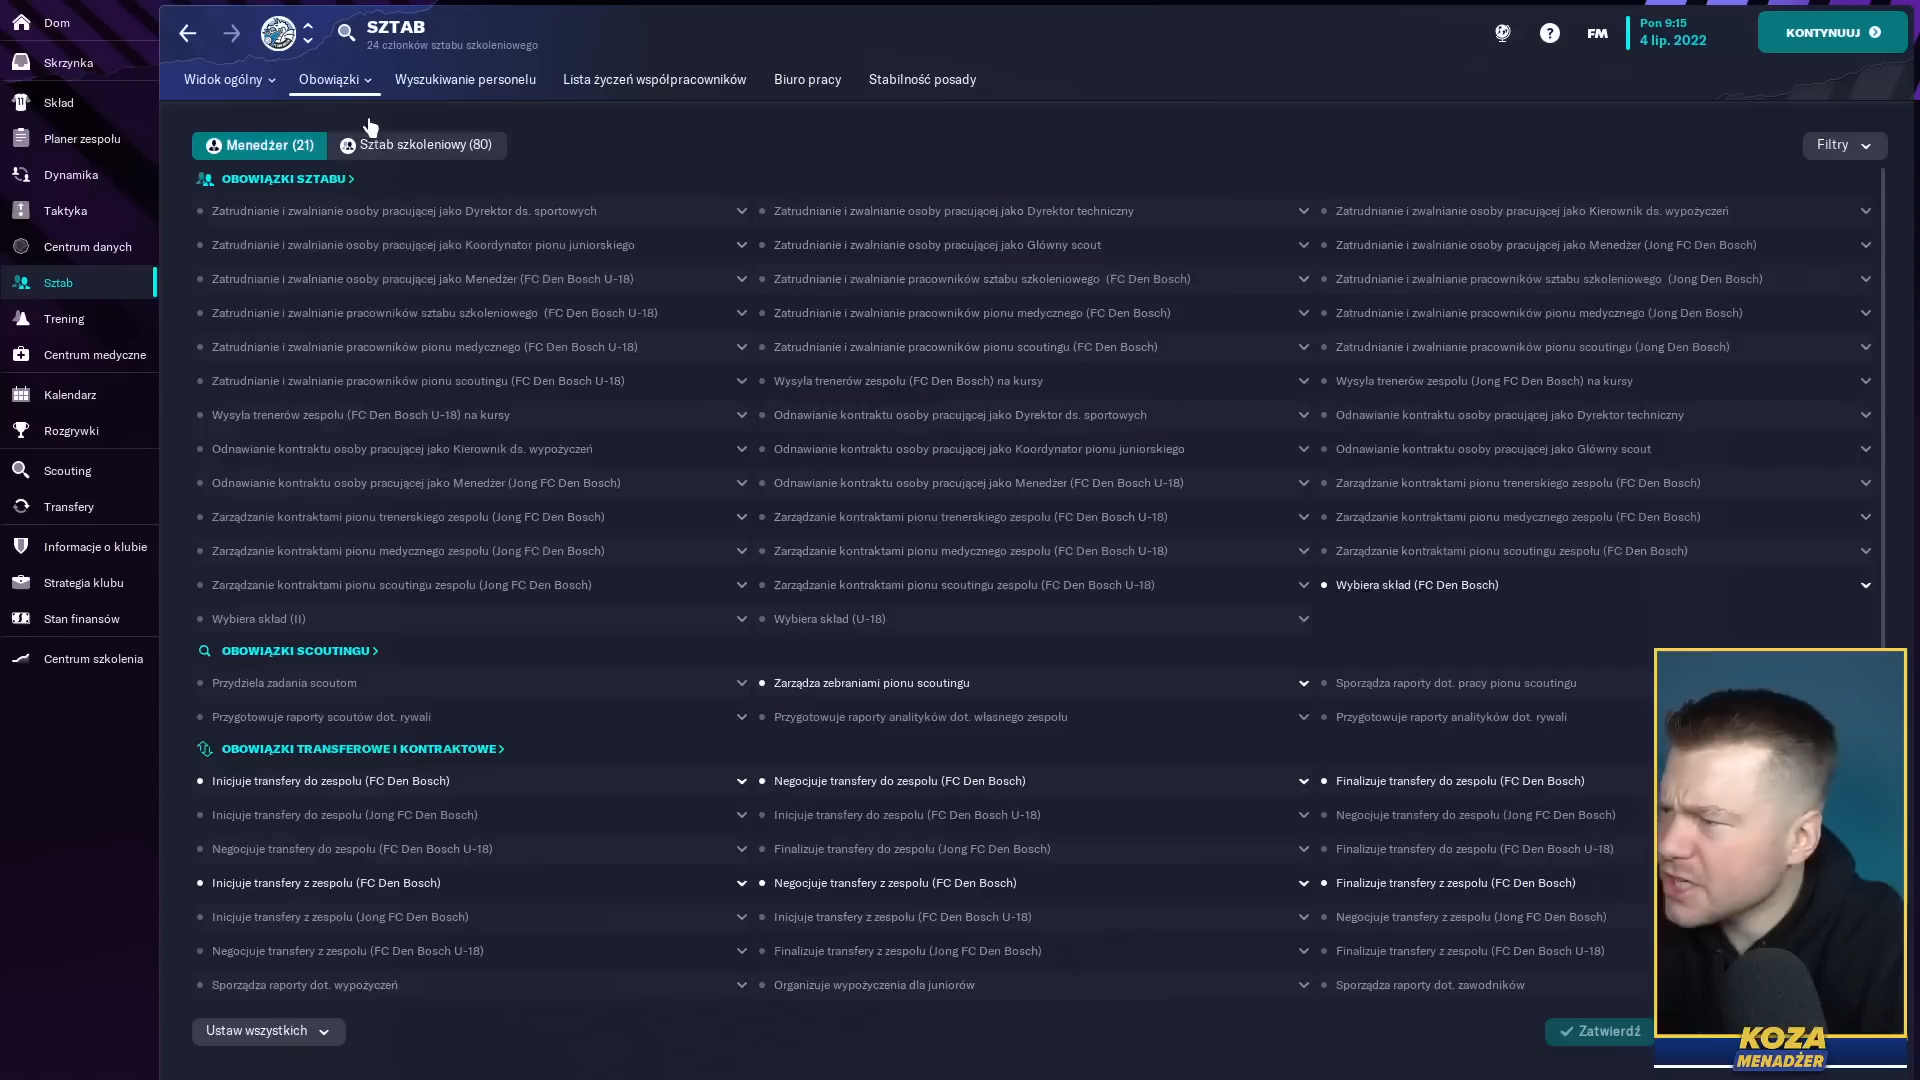 Dom
Skrzynka
Skład
Planer zespołu
Dynamika
Taktyka
Centrum danych
Sztab
Trening
Centrum medyczne
Kalendarz
Rozgrywki
Scouting
Transfery
Informacje o klubie
Strategia klubu
Stan finansów
Centrum szkolenia
SZTAB
24 członków sztabu szkoleniowego
FM
Pon 9:15
4 lip. 2022
KONTYNUUJ
Widok ogólny Obowiązki Wyszukiwanie personelu Lista życzeń współpracowników Biuro pracy Stabilność posady
Menedżer (21) Sztab szkoleniowy (80) Filtry
OBOWIĄZKI SZTABU >
Zatrudnianie i zwalnianie osoby pracującej jako Dyrektor ds. sportowych Zatrudnianie i zwalnianie osoby pracującej jako Dyrektor techniczny Zatrudnianie i zwalnianie osoby pracującej jako Kierownik ds. wypożyczeń
Zatrudnianie i zwalnianie osoby pracującej jako Koordynator pionu juniorskiego Zatrudnianie i zwalnianie osoby pracującej jako Główny scout Zatrudnianie i zwalnianie osoby pracującej jako Menedżer (Jong FC Den Bosch)
Zatrudnianie i zwalnianie osoby pracującej jako Menedżer (FC Den Bosch U-18) Zatrudnianie i zwalnianie pracowników sztabu szkoleniowego (FC Den Bosch) Zatrudnianie i zwalnianie pracowników sztabu szkoleniowego (Jong Den Bosch)
Zatrudnianie i zwalnianie pracowników sztabu szkoleniowego (FC Den Bosch U-18) Zatrudnianie i zwalnianie pracowników pionu medycznego (FC Den Bosch) Zatrudnianie i zwalnianie pracowników pionu medycznego (Jong Den Bosch)
Zatrudnianie i zwalnianie pracowników pionu medycznego (FC Den Bosch U-18) Zatrudnianie i zwalnianie pracowników pionu scoutingu (FC Den Bosch) Zatrudnianie i zwalnianie pracowników pionu scoutingu (Jong Den Bosch)
Zatrudnianie i zwalnianie pracowników pionu scoutingu (FC Den Bosch U-18) Wysyła trenerów zespołu (FC Den Bosch) na kursy Wysyła trenerów zespołu (Jong FC Den Bosch) na kursy
Wysyła trenerów zespołu (FC Den Bosch U-18) na kursy Odnawianie kontraktu osoby pracującej jako Dyrektor ds. sportowych Odnawianie kontraktu osoby pracującej jako Dyrektor techniczny
Odnawianie kontraktu osoby pracującej jako Kierownik ds. wypożyczeń Odnawianie kontraktu osoby pracującej jako Koordynator pionu juniorskiego Odnawianie kontraktu osoby pracującej jako Główny scout
Odnawianie kontraktu osoby pracującej jako Menedżer (Jong FC Den Bosch) Odnawianie kontraktu osoby pracującej jako Menedżer (FC Den Bosch U-18) Zarządzanie kontraktami pionu trenerskiego zespołu (FC Den Bosch)
Zarządzanie kontraktami pionu trenerskiego zespołu (Jong FC Den Bosch) Zarządzanie kontraktami pionu trenerskiego zespołu (FC Den Bosch U-18) Zarządzanie kontraktami pionu medycznego zespołu (FC Den Bosch)
Zarządzanie kontraktami pionu medycznego zespołu (Jong FC Den Bosch) Zarządzanie kontraktami pionu medycznego zespołu (FC Den Bosch U-18) Zarządzanie kontraktami pionu scoutingu zespołu (FC Den Bosch)
Zarządzanie kontraktami pionu scoutingu zespołu (Jong FC Den Bosch) Zarządzanie kontraktami pionu scoutingu zespołu (FC Den Bosch U-18) Wybiera skład (FC Den Bosch)
Wybiera skład (II) Wybiera skład (U-18)
OBOWIĄZKI SCOUTINGU >
Przydziela zadania scoutom Zarządza zebraniami pionu scoutingu Sporządza raporty dot. pracy pionu scoutingu
Przygotowuje raporty scoutów dot. rywali Przygotowuje raporty analityków dot. własnego zespołu Przygotowuje raporty analityków dot. rywali
OBOWIĄZKI TRANSFEROWE I KONTRAKTOWE >
Inicjuje transfery do zespołu (FC Den Bosch) Negocjuje transfery do zespołu (FC Den Bosch) Finalizuje transfery do zespołu (FC Den Bosch)
Inicjuje transfery do zespołu (Jong FC Den Bosch) Inicjuje transfery do zespołu (FC Den Bosch U-18) Negocjuje transfery do zespołu (Jong FC Den Bosch)
Negocjuje transfery do zespołu (FC Den Bosch U-18) Finalizuje transfery do zespołu (Jong FC Den Bosch) Finalizuje transfery do zespołu (FC Den Bosch U-18)
Inicjuje transfery z zespołu (FC Den Bosch) Negocjuje transfery z zespołu (FC Den Bosch) Finalizuje transfery z zespołu (FC Den Bosch)
Inicjuje transfery z zespołu (Jong FC Den Bosch) Inicjuje transfery z zespołu (FC Den Bosch U-18) Negocjuje transfery z zespołu (Jong FC Den Bosch)
Negocjuje transfery z zespołu (FC Den Bosch U-18) Finalizuje transfery z zespołu (Jong FC Den Bosch) Finalizuje transfery z zespołu (FC Den Bosch U-18)
Sporządza raporty dot. wypożyczeń Organizuje wypożyczenia dla juniorów Sporządza raporty dot. zawodników
Ustaw wszystkich Zatwierdź
KOZA
MENADŻER